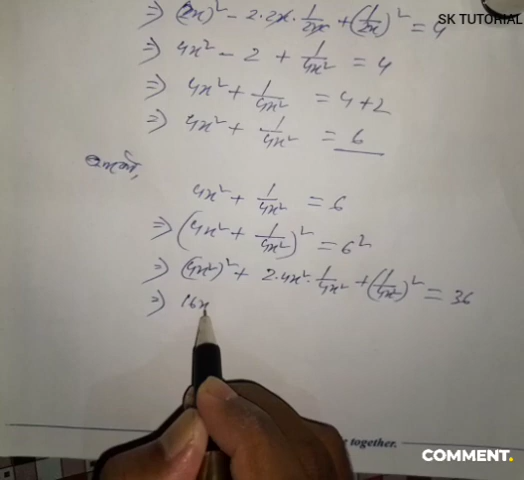 SK TUTORIAL
⇒ (2x)² - 2·2x·1/2x + (1/2x)² = 4
⇒ 4x² - 2 + 1/4x² = 4
⇒ 4x² + 1/4x² = 4+2
⇒ 4x² + 1/4x² = 6
4x² + 1/4x² = 6
⇒ (4x² + 1/4x²)² = 6²
⇒ (4x²)² + 2·4x²·1/4x² + (1/4x²)² = 36
⇒ 16x
together.
COMMENT.